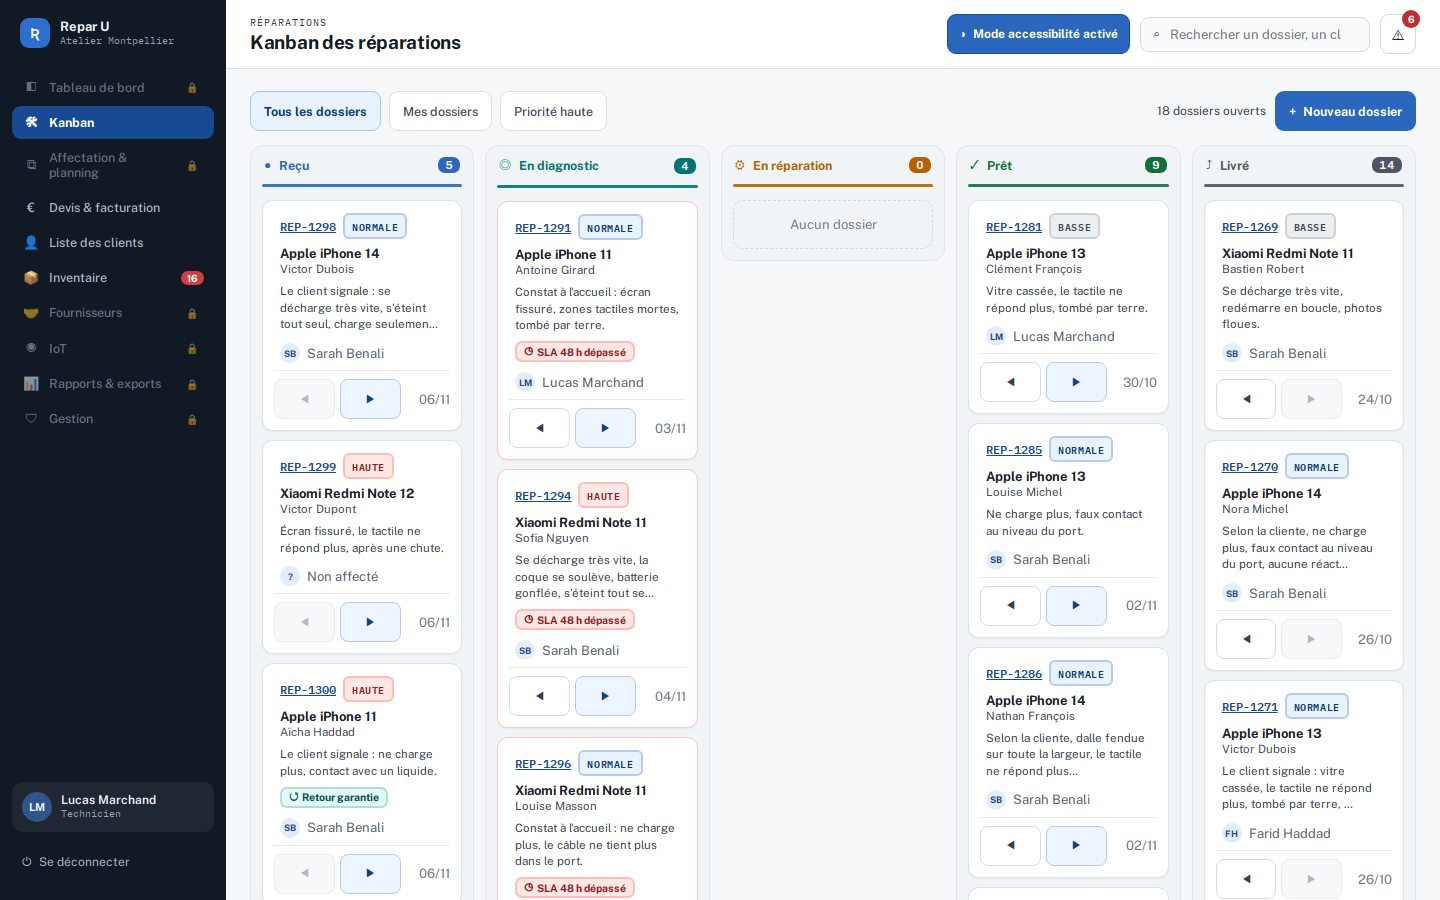 Repar U
Atelier Montpellier
Tableau de bord
Kanban
Affectation &
planning
Devis & facturation
Liste des clients
Inventaire
16
Fournisseurs
IoT
Rapports & exports
Gestion
LM
Lucas Marchand
Technicien
Se déconnecter
RÉPARATIONS
Kanban des réparations
Mode accessibilité activé
Rechercher un dossier, un cl
6
Tous les dossiers
Mes dossiers
Priorité haute
18 dossiers ouverts
+ Nouveau dossier
Reçu
5
REP-1298
NORMALE
Apple iPhone 14
Victor Dubois
Le client signale : se
décharge très vite, s'éteint
tout seul, charge seulemen...
SB
Sarah Benali
06/11
REP-1299
HAUTE
Xiaomi Redmi Note 12
Victor Dupont
Écran fissuré, le tactile ne
répond plus, après une chute.
?
Non affecté
06/11
REP-1300
HAUTE
Apple iPhone 11
Aïcha Haddad
Le client signale : ne charge
plus, contact avec un liquide.
Retour garantie
SB
Sarah Benali
06/11
En diagnostic
4
REP-1291
NORMALE
Apple iPhone 11
Antoine Girard
Constat à l'accueil : écran
fissuré, zones tactiles mortes,
tombé par terre.
SLA 48 h dépassé
LM
Lucas Marchand
03/11
REP-1294
HAUTE
Xiaomi Redmi Note 11
Sofia Nguyen
Se décharge très vite, la
coque se soulève, batterie
gonflée, s'éteint tout se...
SLA 48 h dépassé
SB
Sarah Benali
04/11
REP-1296
NORMALE
Xiaomi Redmi Note 11
Louise Masson
Constat à l'accueil : ne charge
plus, le câble ne tient plus
dans le port.
SLA 48 h dépassé
En réparation
0
Aucun dossier
Prêt
9
REP-1281
BASSE
Apple iPhone 13
Clément François
Vitre cassée, le tactile ne
répond plus, tombé par terre.
LM
Lucas Marchand
30/10
REP-1285
NORMALE
Apple iPhone 13
Louise Michel
Ne charge plus, faux contact
au niveau du port.
SB
Sarah Benali
02/11
REP-1286
NORMALE
Apple iPhone 14
Nathan François
Selon la cliente, dalle fendue
sur toute la largeur, le tactile
ne répond plus...
SB
Sarah Benali
02/11
Livré
14
REP-1269
BASSE
Xiaomi Redmi Note 11
Bastien Robert
Se décharge très vite,
redémarre en boucle, photos
floues.
SB
Sarah Benali
24/10
REP-1270
NORMALE
Apple iPhone 14
Nora Michel
Selon la cliente, ne charge
plus, faux contact au niveau
du port, aucune réact...
SB
Sarah Benali
26/10
REP-1271
NORMALE
Apple iPhone 13
Victor Dubois
Le client signale : vitre
cassée, le tactile ne répond
plus, tombé par terre, ...
FH
Farid Haddad
26/10